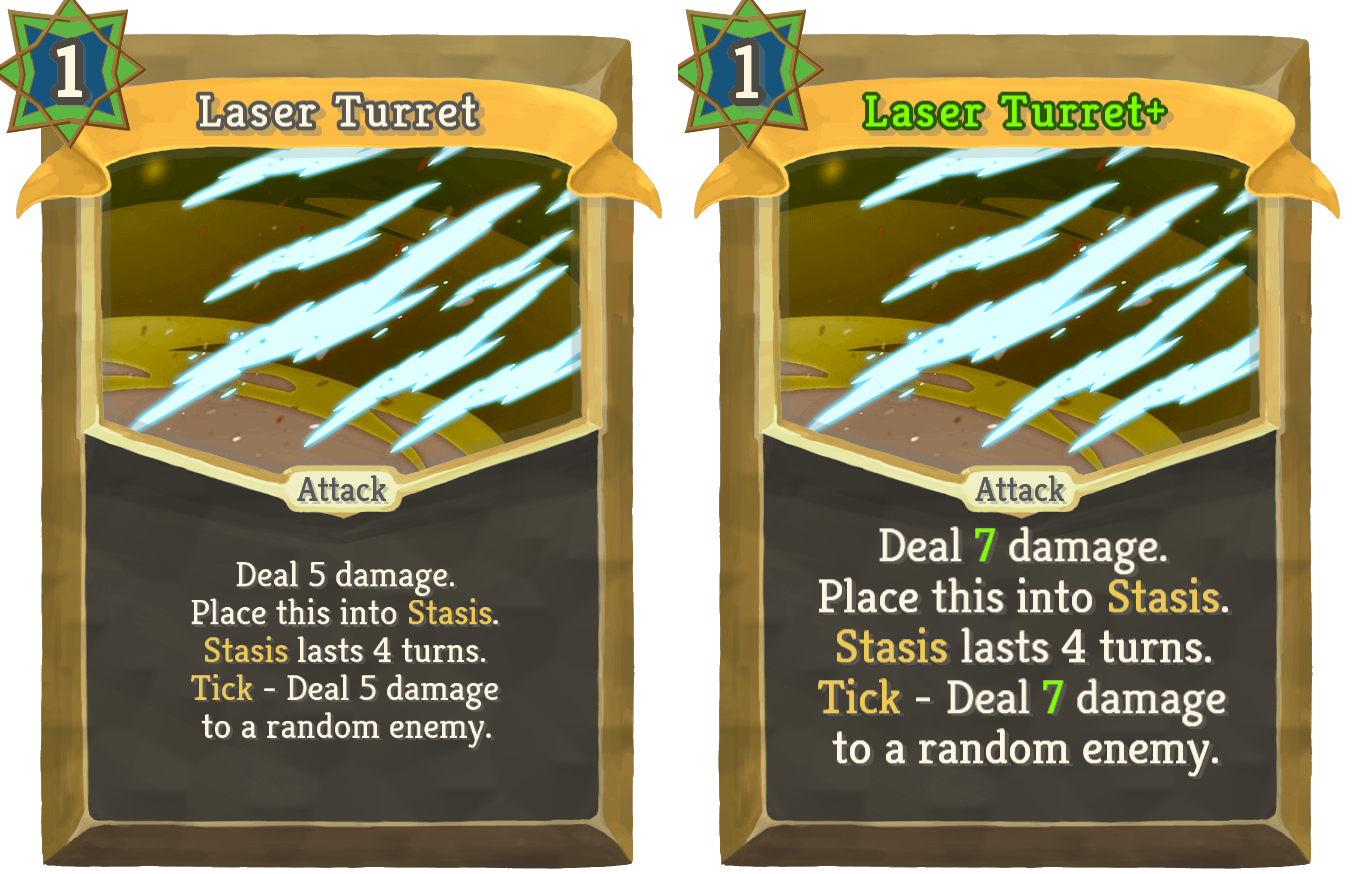 1
Laser Turret
Attack
Deal 5 damage.
Place this into Stasis.
Stasis lasts 4 turns.
Tick - Deal 5 damage
to a random enemy.
1
Laser Turret+
Attack
Deal 7 damage.
Place this into Stasis.
Stasis lasts 4 turns.
Tick - Deal 7 damage
to a random enemy.